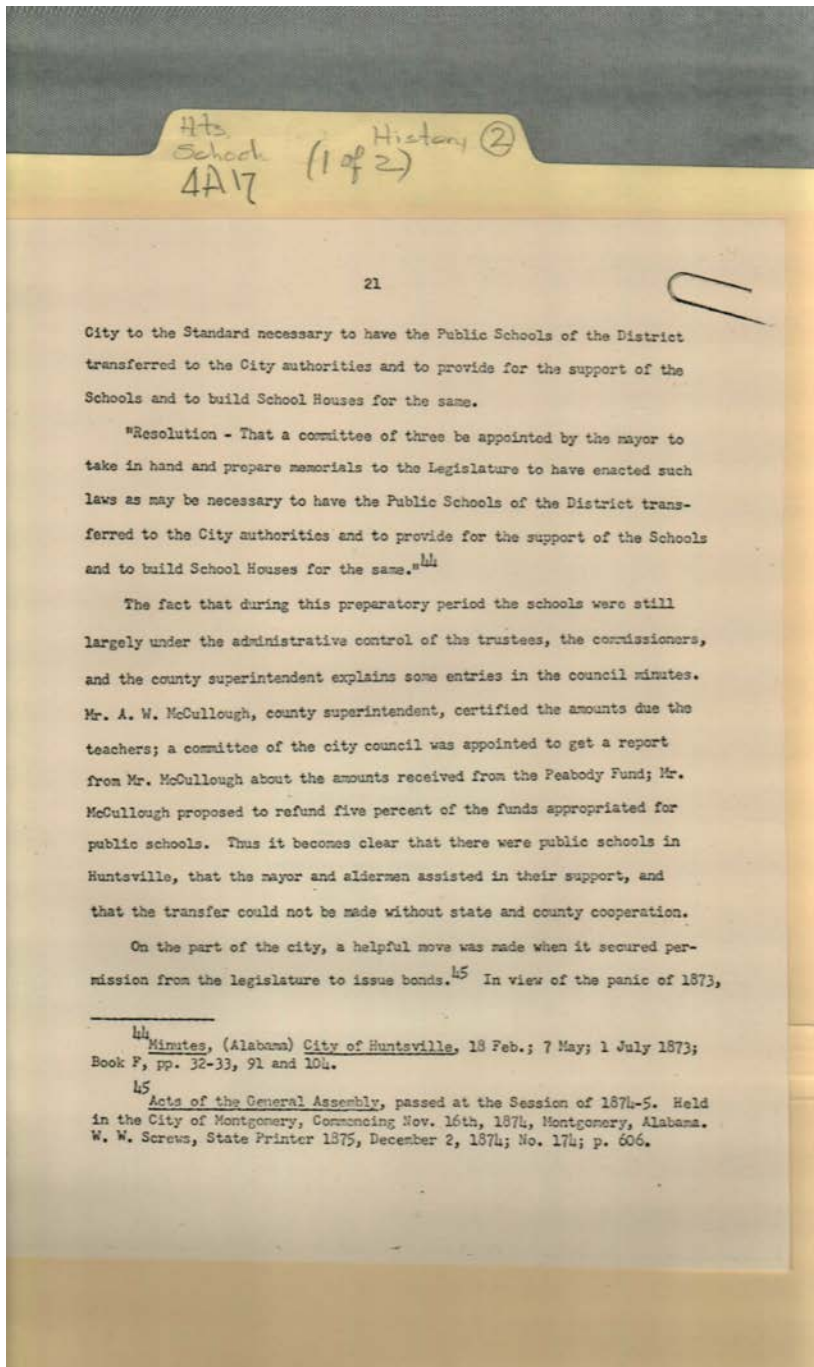 Hts. History ②
School (1 of 2)
4A17
21
City to the Standard necessary to have the Public Schools of the District
transferred to the City authorities and to provide for the support of the
Schools and to build School Houses for the same.
"Resolution - That a committee of three be appointed by the mayor to
take in hand and prepare memorials to the Legislature to have enacted such
laws as may be necessary to have the Public Schools of the District trans-
ferred to the City authorities and to provide for the support of the Schools
and to build School Houses for the same."44
The fact that during this preparatory period the schools were still
largely under the administrative control of the trustees, the commissioners,
and the county superintendent explains some entries in the council minutes.
Mr. A. W. McCullough, county superintendent, certified the amounts due the
teachers; a committee of the city council was appointed to get a report
from Mr. McCullough about the amounts received from the Peabody Fund; Mr.
McCullough proposed to refund five percent of the funds appropriated for
public schools. Thus it becomes clear that there were public schools in
Huntsville, that the mayor and aldermen assisted in their support, and
that the transfer could not be made without state and county cooperation.
On the part of the city, a helpful move was made when it secured per-
mission from the legislature to issue bonds.45 In view of the panic of 1873,
44
Minutes, (Alabama) City of Huntsville, 18 Feb.; 7 May; 1 July 1873;
Book F, pp. 32-33, 91 and 104.
45
Acts of the General Assembly, passed at the Session of 1874-5. Held
in the City of Montgomery, Commencing Nov. 16th, 1874, Montgomery, Alabama.
W. W. Screws, State Printer 1875, December 2, 1874; No. 174; p. 606.